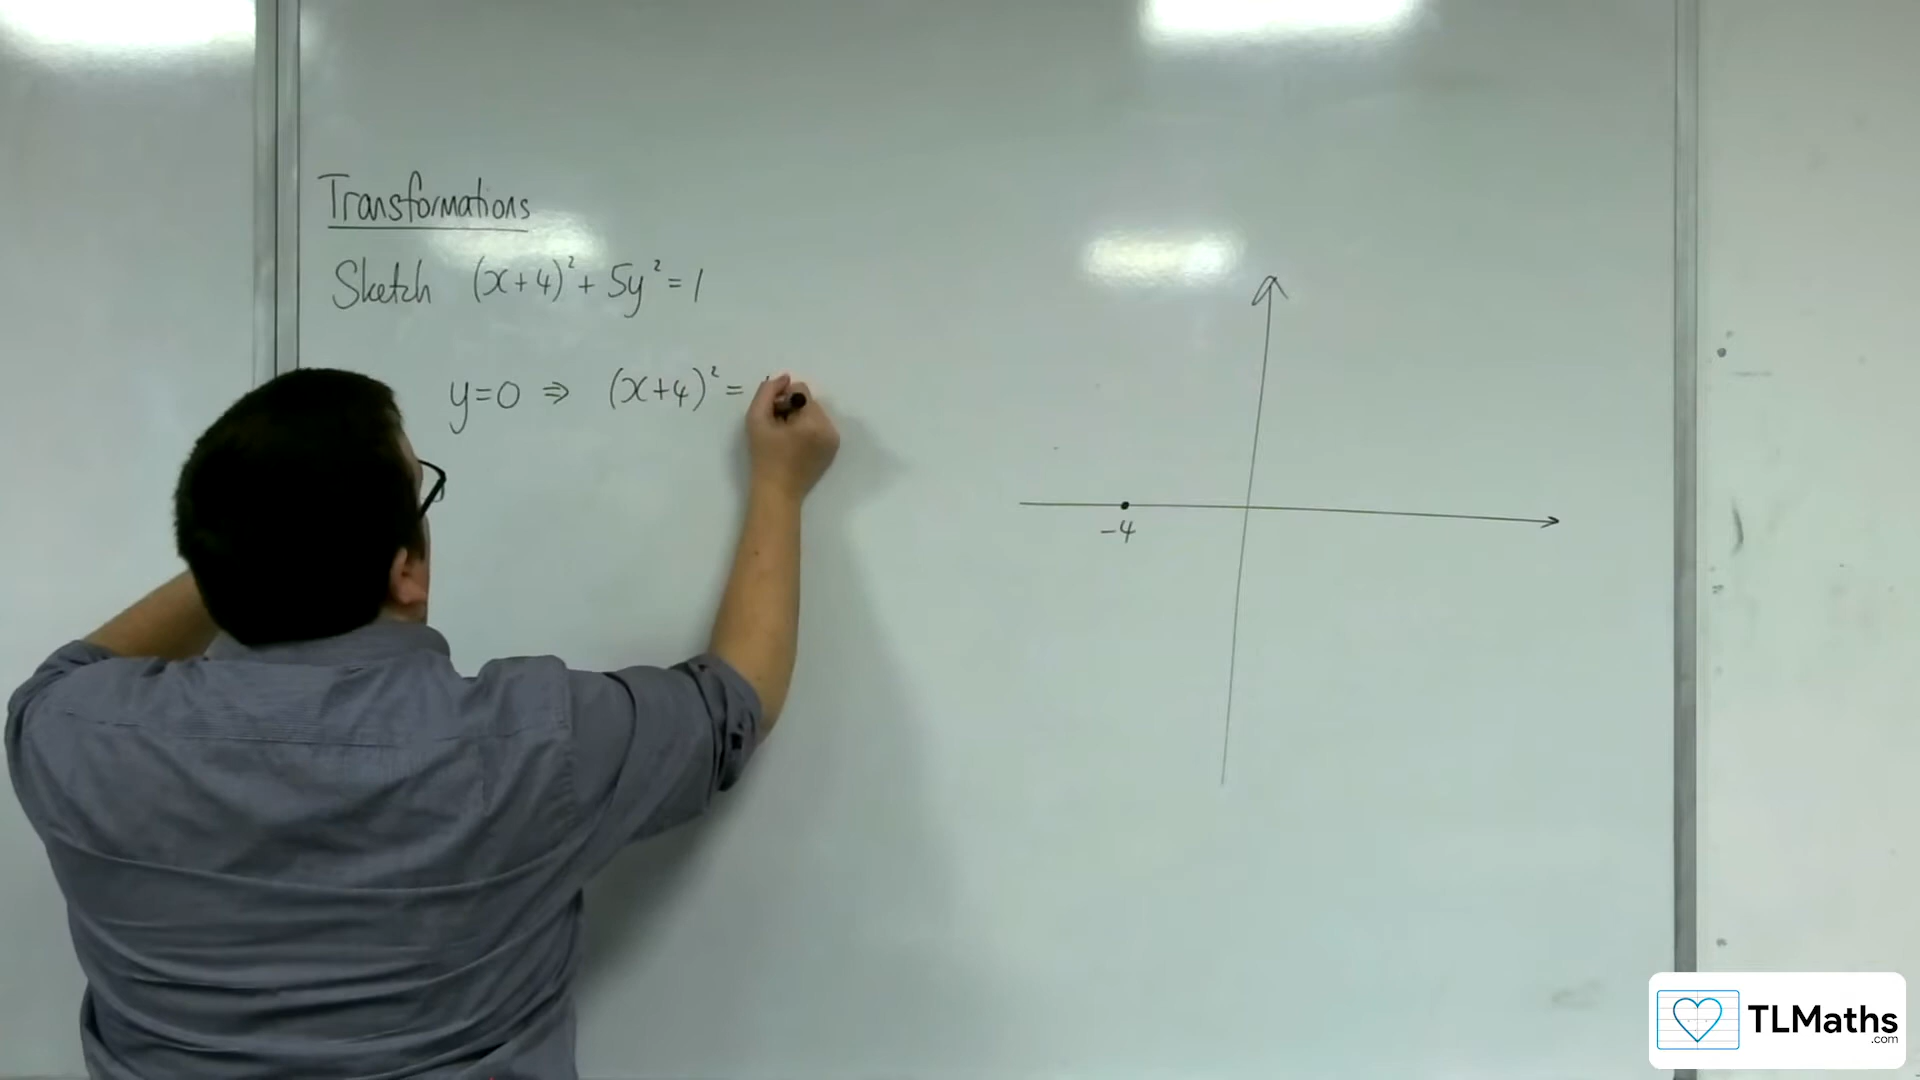 Transformations
Sketch (x+4)² + 5y² = 1
y=0 ⇒ (x+4)² =
-4
TLMaths
.com